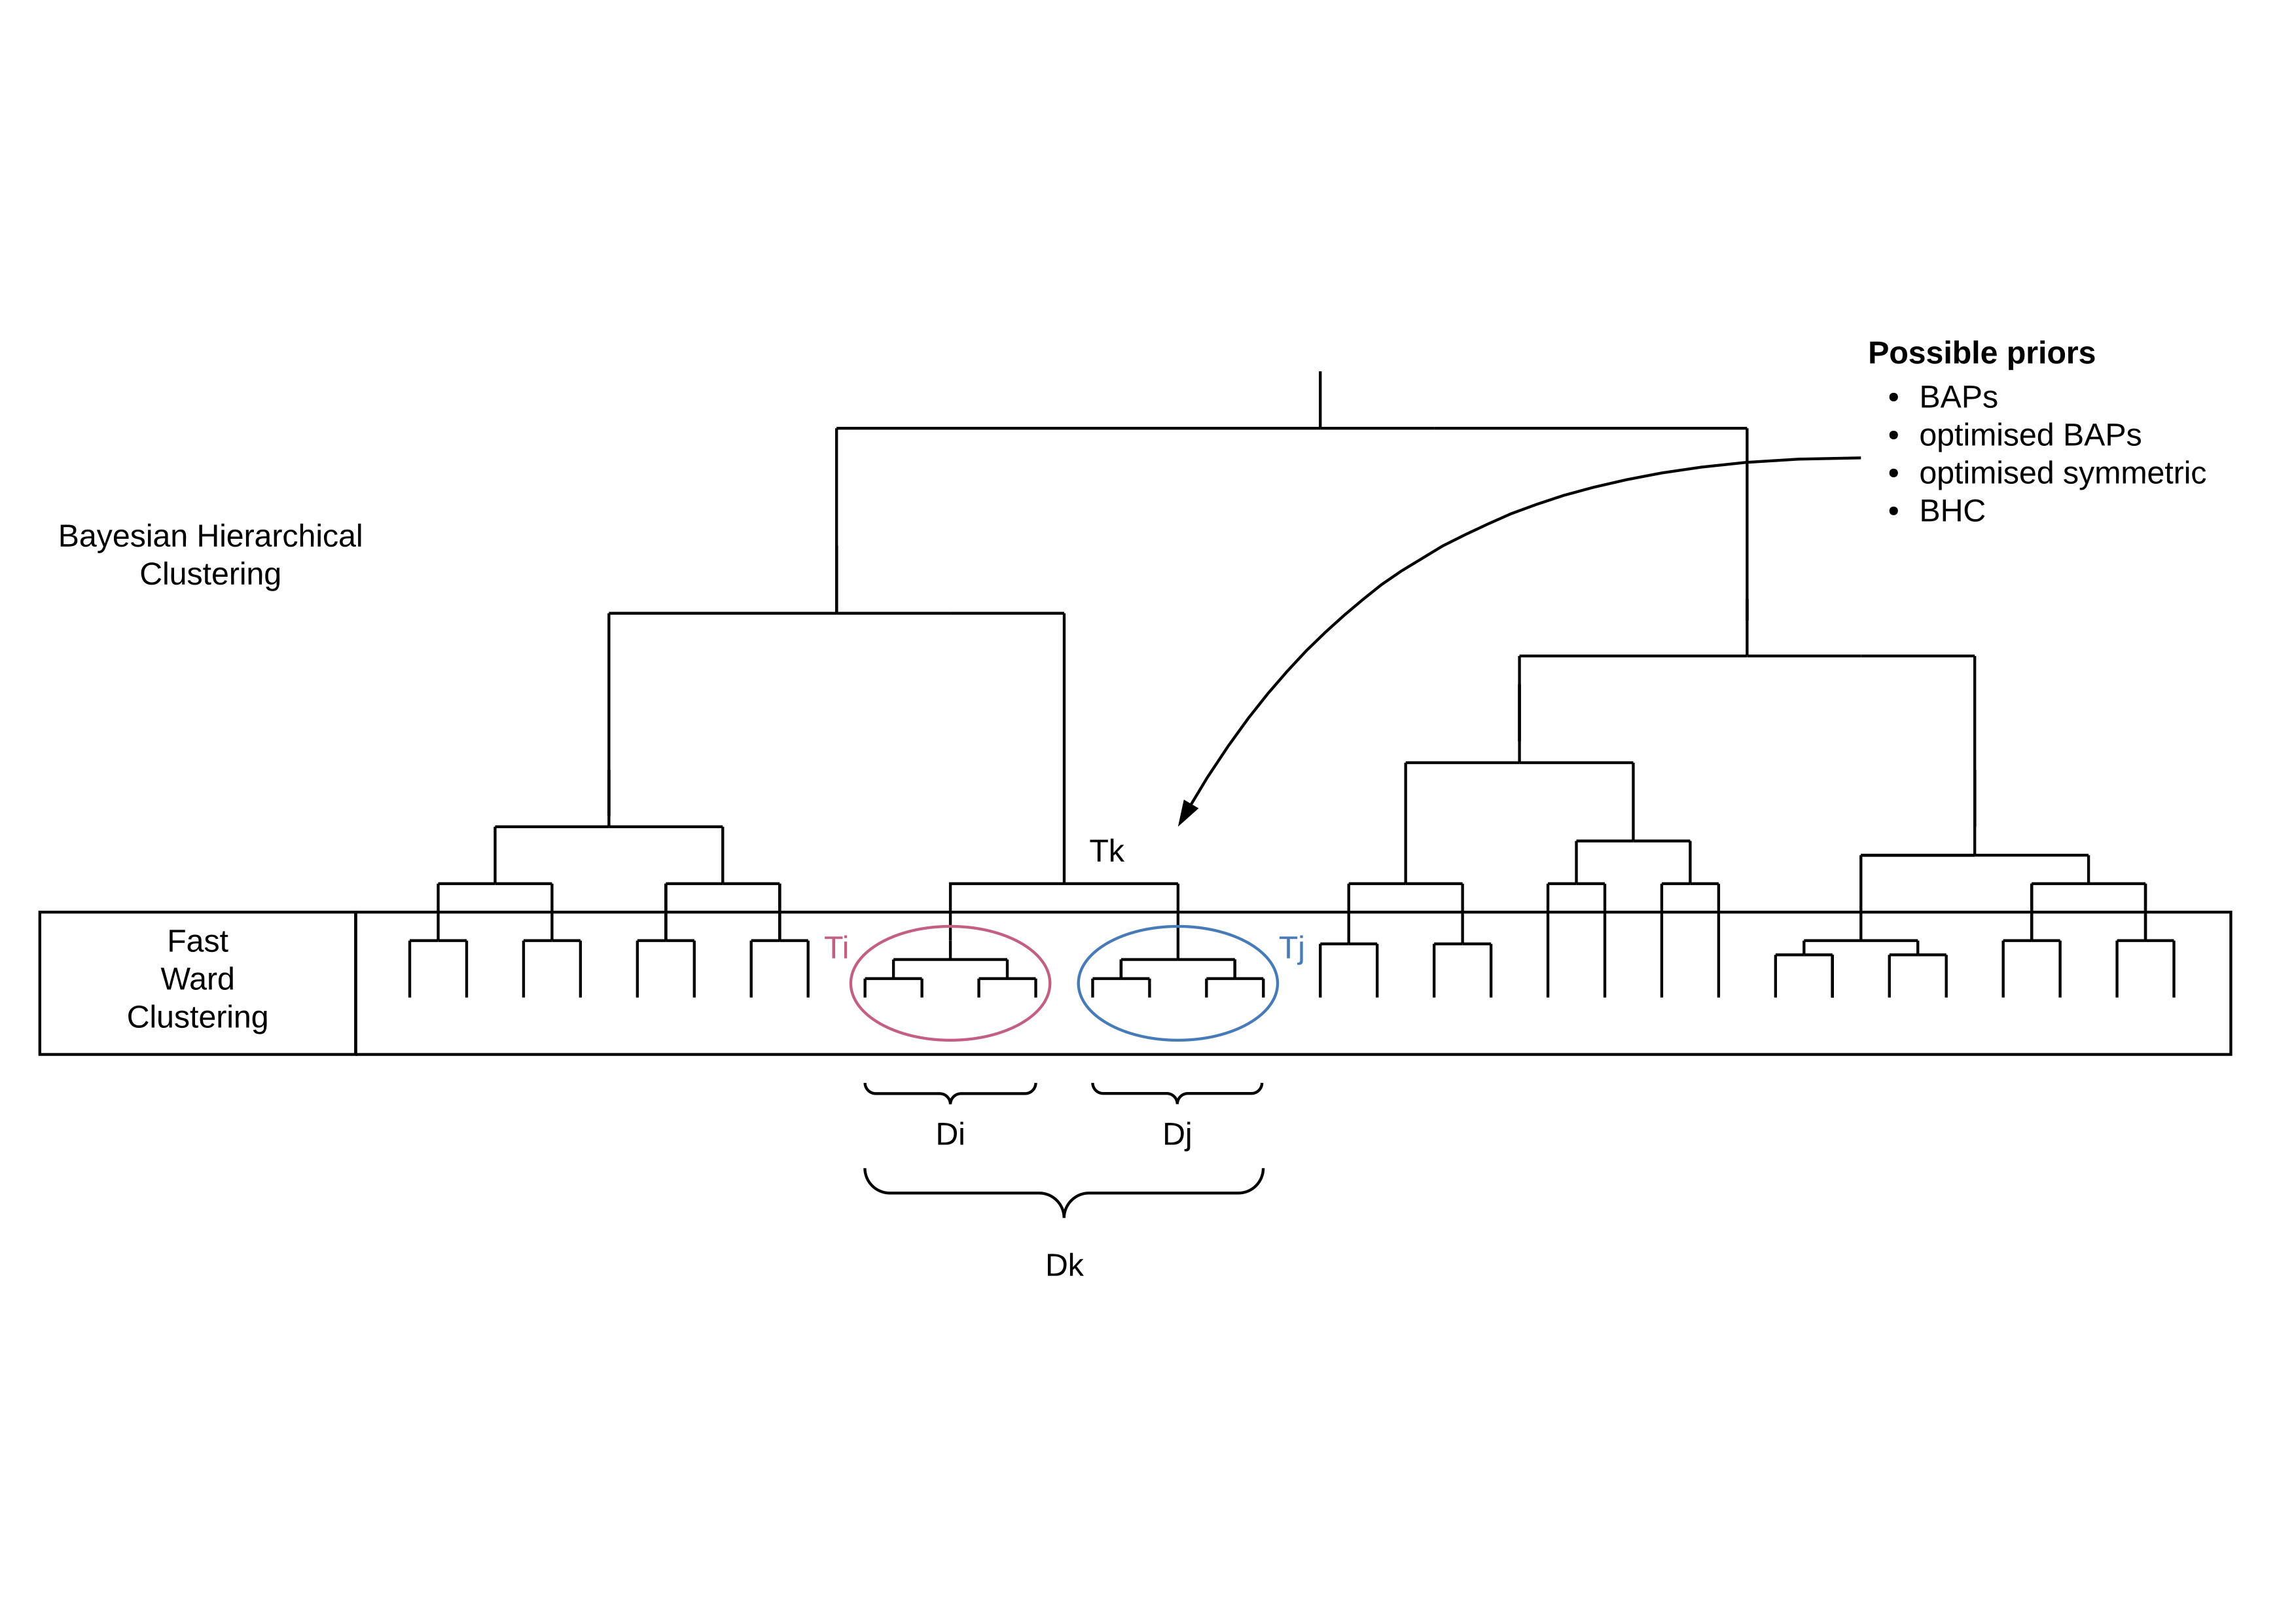 Possible priors
• BAPs
• optimised BAPs
• optimised symmetric
• BHC
Bayesian Hierarchical
Clustering
Tk
Fast
Ward
Clustering
Ti
Tj
Di
Dj
Dk